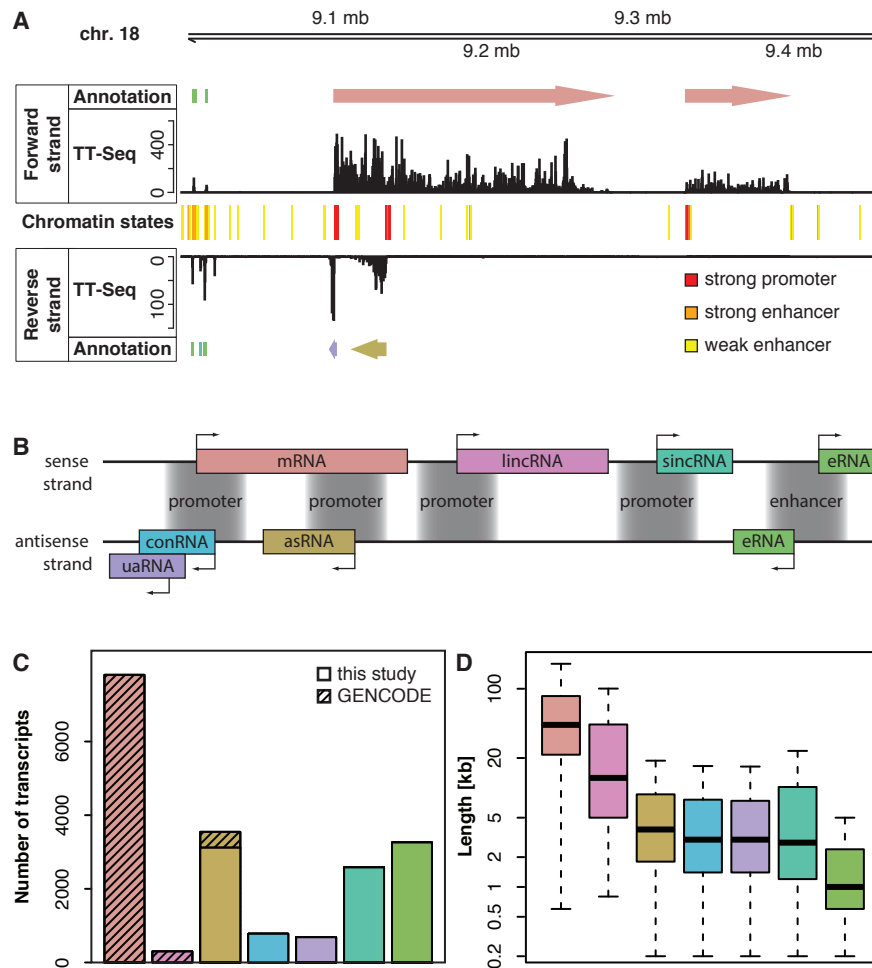 A
chr. 18
9.1 mb
9.3 mb
9.2 mb
9.4 mb
Forward strand
Annotation
TT-Seq
400
0
Chromatin states
Reverse strand
TT-Seq
0
100
Annotation
strong promoter
strong enhancer
weak enhancer
B
sense strand
mRNA
lincRNA
sincRNA
eRNA
promoter
promoter
promoter
promoter
enhancer
antisense strand
conRNA
asRNA
eRNA
uaRNA
C
Number of transcripts
6000
4000
2000
0
this study
GENCODE
D
Length [kb]
100
20
5
2
1
0.5
0.2